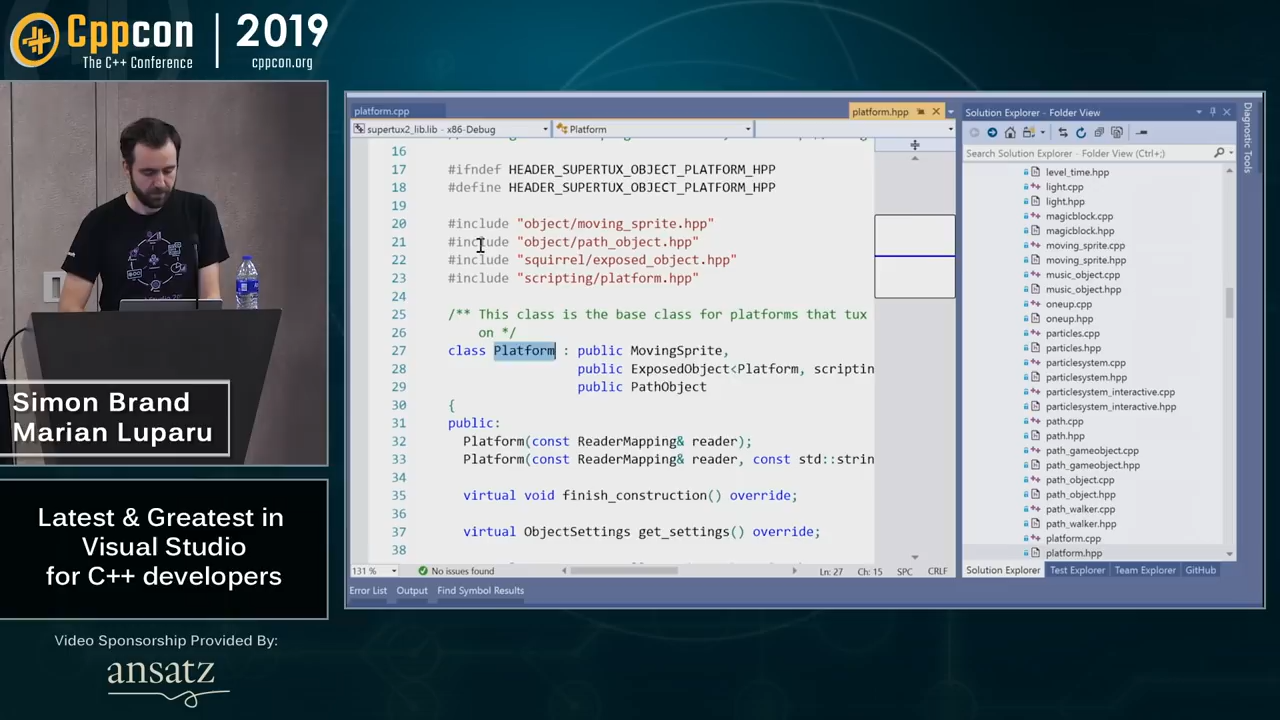 Cppcon | 2019
The C++ Conference
cppcon.org
Simon Brand
Marian Luparu
Latest & Greatest in
Visual Studio
for C++ developers
Video Sponsorship Provided By:
ansatz
platform.cpp
platform.hpp
supertux2_lib.lib - x86-Debug
Platform
16
17 #ifndef HEADER_SUPERTUX_OBJECT_PLATFORM_HPP
18 #define HEADER_SUPERTUX_OBJECT_PLATFORM_HPP
19
20 #include "object/moving_sprite.hpp"
21 #include "object/path_object.hpp"
22 #include "squirrel/exposed_object.hpp"
23 #include "scripting/platform.hpp"
24
25 /** This class is the base class for platforms that tux
26 on */
27 class Platform : public MovingSprite,
28 public ExposedObject<Platform, scriptin
29 public PathObject
30 {
31 public:
32 Platform(const ReaderMapping& reader);
33 Platform(const ReaderMapping& reader, const std::strin
34
35 virtual void finish_construction() override;
36
37 virtual ObjectSettings get_settings() override;
38
131 %
No issues found
Ln: 27 Ch: 15 SPC CRLF
Error List Output Find Symbol Results
Solution Explorer - Folder View
Search Solution Explorer - Folder View (Ctrl+;)
level_time.hpp
light.cpp
light.hpp
magicblock.cpp
magicblock.hpp
moving_sprite.cpp
moving_sprite.hpp
music_object.cpp
music_object.hpp
oneup.cpp
oneup.hpp
particles.cpp
particles.hpp
particlesystem.cpp
particlesystem.hpp
particlesystem_interactive.cpp
particlesystem_interactive.hpp
path.cpp
path.hpp
path_gameobject.cpp
path_gameobject.hpp
path_object.cpp
path_object.hpp
path_walker.cpp
path_walker.hpp
platform.cpp
platform.hpp
Solution Explorer Test Explorer Team Explorer GitHub
Diagnostic Tools